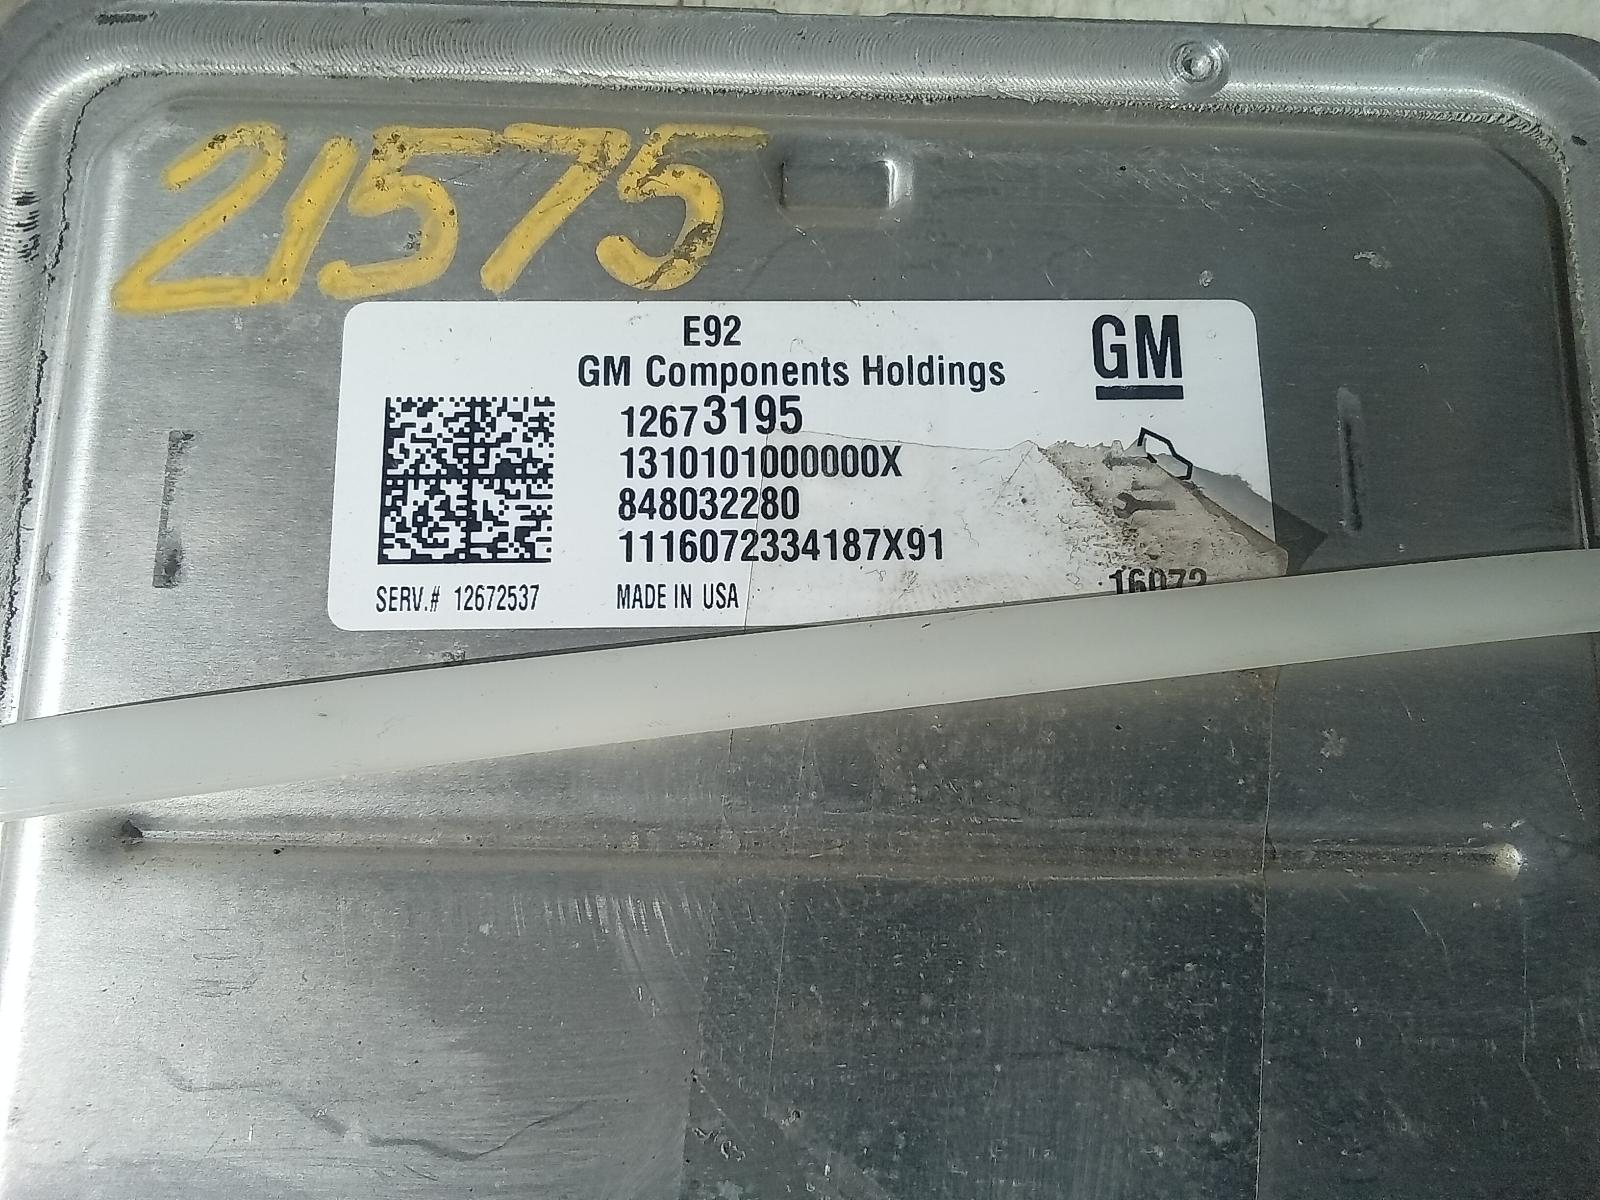 21575
E92
GM
GM Components Holdings
12673195
1310101000000X
848032280
1116072334187X91
SERV.# 12672537
MADE IN USA